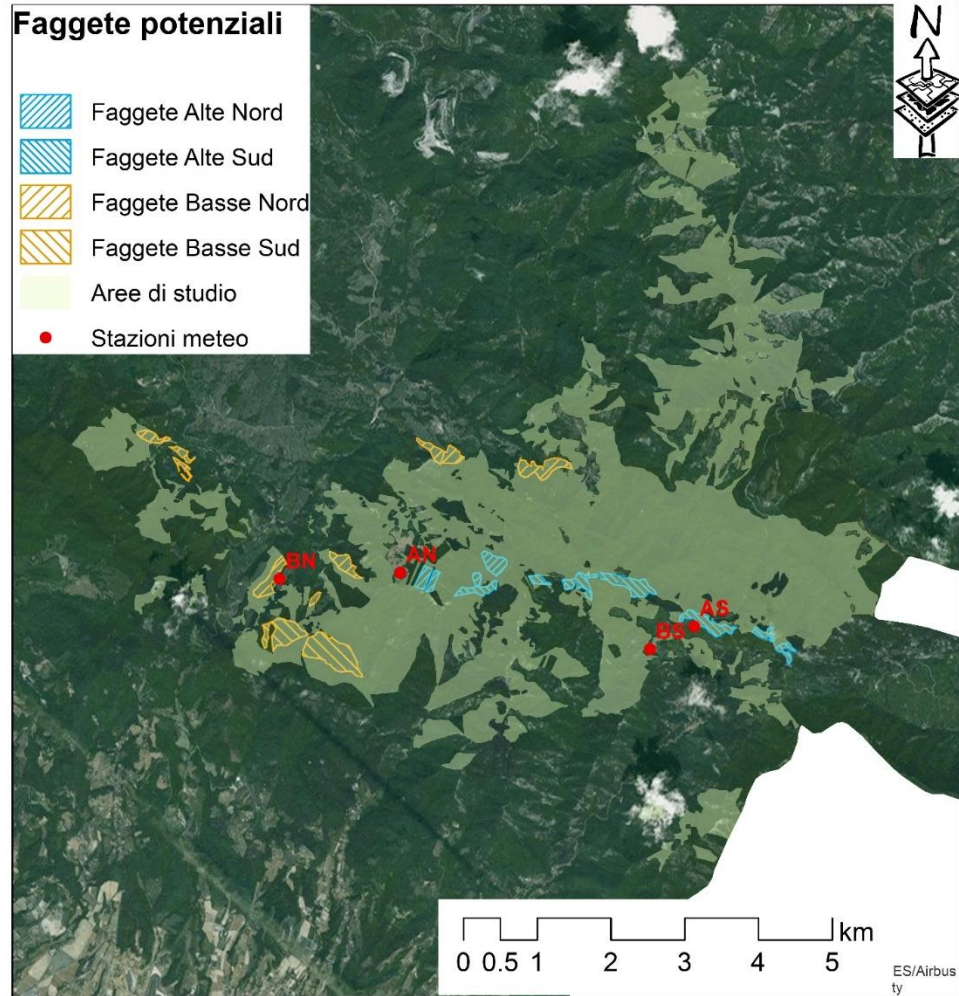 Faggete potenziali
N
Faggete Alte Nord
Faggete Alte Sud
Faggete Basse Nord
Faggete Basse Sud
Aree di studio
Stazioni meteo
BN
AN
AS
BS
km
0 0.5 1 2 3 4 5
ES/Airbus
ty